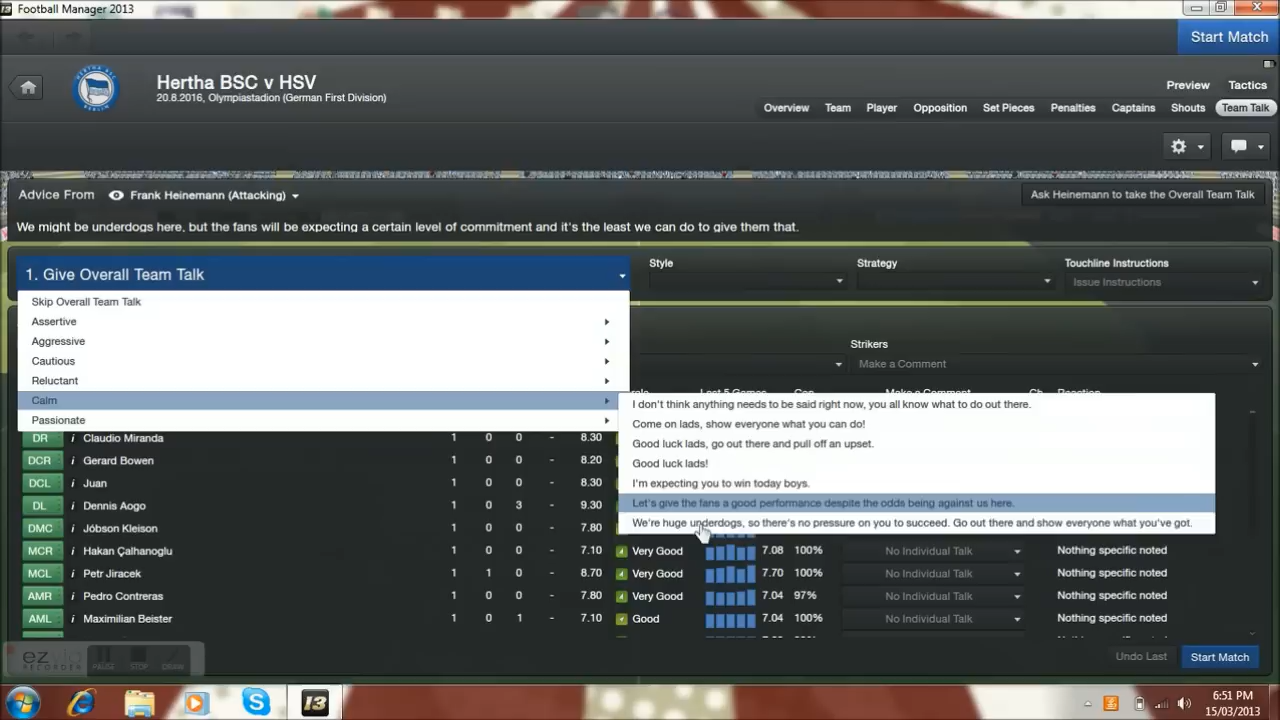 13 Football Manager 2013
Start Match
Hertha BSC v HSV
20.8.2016, Olympiastadion (German First Division)
Preview Tactics
Overview Team Player Opposition Set Pieces Penalties Captains Shouts Team Talk
Advice From Frank Heinemann (Attacking) Ask Heinemann to take the Overall Team Talk
We might be underdogs here, but the fans will be expecting a certain level of commitment and it's the least we can do to give them that.
1. Give Overall Team Talk Style Strategy Touchline Instructions
Issue Instructions
Skip Overall Team Talk
Assertive
Aggressive
Cautious
Reluctant
Calm
Passionate
Strikers
Make a Comment
Last 5 Games Con Make a Comment Ch Reaction
I don't think anything needs to be said right now, you all know what to do out there.
Come on lads, show everyone what you can do!
Good luck lads, go out there and pull off an upset.
Good luck lads!
I'm expecting you to win today boys.
Let's give the fans a good performance despite the odds being against us here.
We're huge underdogs, so there's no pressure on you to succeed. Go out there and show everyone what you've got.
DR i Claudio Miranda 1 0 0 - 8.30
DCR i Gerard Bowen 1 0 0 - 8.20
DCL i Juan 1 0 0 - 8.30
DL i Dennis Aogo 1 0 3 - 9.30
DMC i Jóbson Kleison 1 0 0 - 7.80
MCR i Hakan Çalhanoglu 1 0 0 - 7.10 Very Good 7.08 100% No Individual Talk Nothing specific noted
MCL i Petr Jiracek 1 1 0 - 8.70 Very Good 7.70 100% No Individual Talk Nothing specific noted
AMR i Pedro Contreras 1 0 0 - 7.80 Very Good 7.04 97% No Individual Talk Nothing specific noted
AML i Maximilian Beister 1 0 1 - 7.10 Good 7.04 100% No Individual Talk Nothing specific noted
ezvid
RECORDER PAUSE STOP DRAW
Undo Last Start Match
13
6:51 PM
15/03/2013